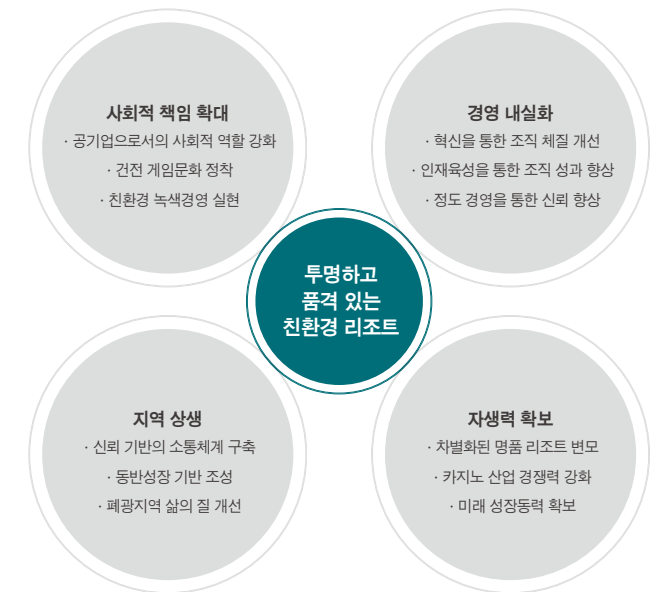 사회적 책임 확대
· 공기업으로서의 사회적 역할 강화
· 건전 게임문화 정착
· 친환경 녹색경영 실현
경영 내실화
· 혁신을 통한 조직 체질 개선
· 인재육성을 통한 조직 성과 향상
· 정도 경영을 통한 신뢰 향상
투명하고
품격 있는
친환경 리조트
지역 상생
· 신뢰 기반의 소통체계 구축
· 동반성장 기반 조성
· 폐광지역 삶의 질 개선
자생력 확보
· 차별화된 명품 리조트 변모
· 카지노 산업 경쟁력 강화
· 미래 성장동력 확보